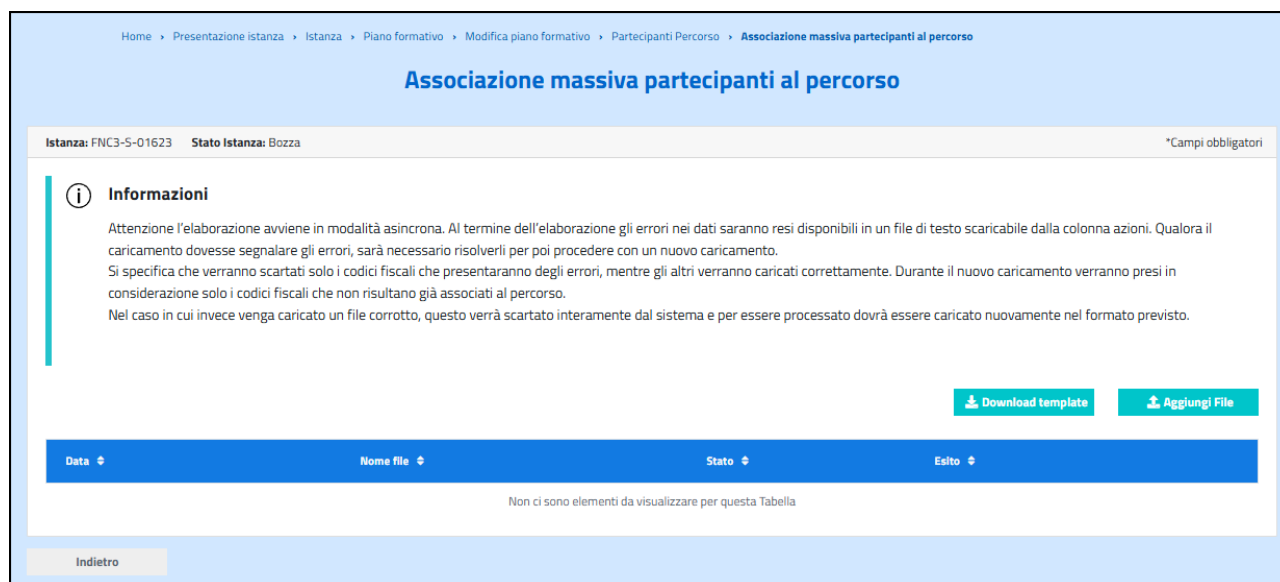 Home › Presentazione istanza › Istanza › Piano formativo › Modifica piano formativo › Partecipanti Percorso › Associazione massiva partecipanti al percorso
Associazione massiva partecipanti al percorso
Istanza: FNC3-S-01623 Stato Istanza: Bozza *Campi obbligatori
Informazioni
Attenzione l'elaborazione avviene in modalità asincrona. Al termine dell'elaborazione gli errori nei dati saranno resi disponibili in un file di testo scaricabile dalla colonna azioni. Qualora il
caricamento dovesse segnalare gli errori, sarà necessario risolverli per poi procedere con un nuovo caricamento.
Si specifica che verranno scartati solo i codici fiscali che presentaranno degli errori, mentre gli altri verranno caricati correttamente. Durante il nuovo caricamento verranno presi in
considerazione solo i codici fiscali che non risultano già associati al percorso.
Nel caso in cui invece venga caricato un file corrotto, questo verrà scartato interamente dal sistema e per essere processato dovrà essere caricato nuovamente nel formato previsto.
Download template Aggiungi File
Data Nome file Stato Esito
Non ci sono elementi da visualizzare per questa Tabella
Indietro